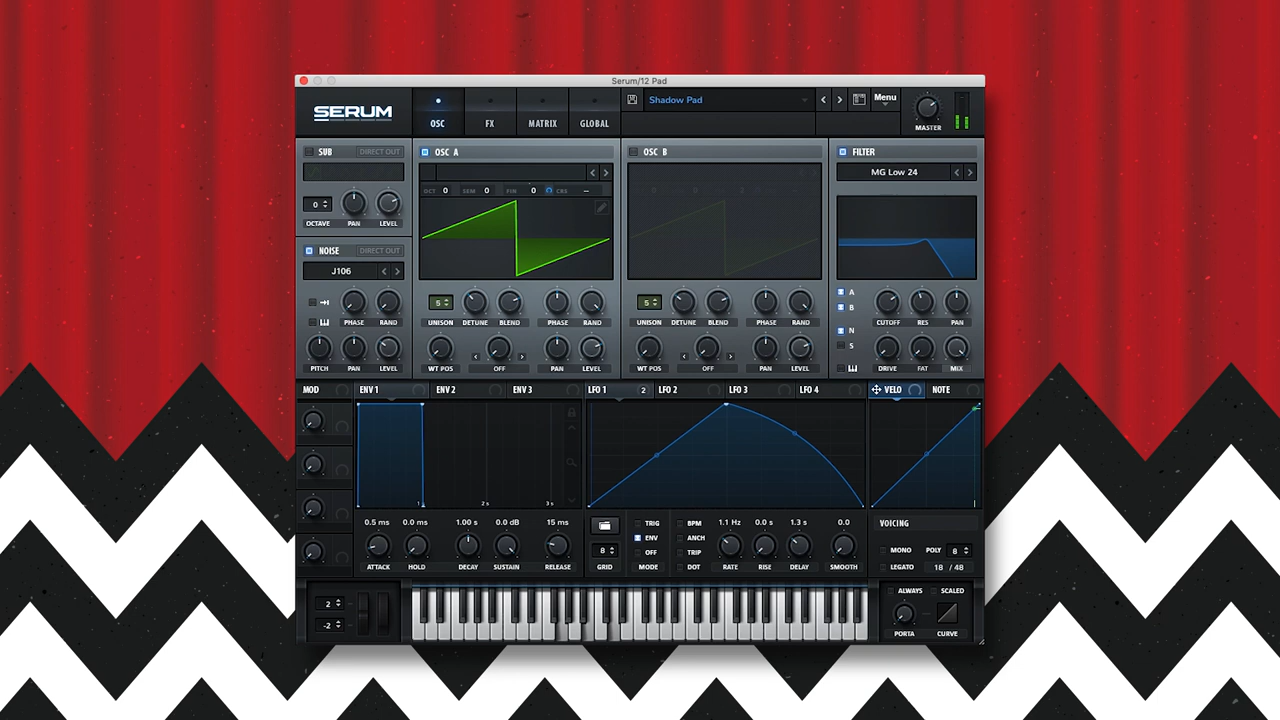 Serum/12 Pad
SERUM
OSC
FX
MATRIX
GLOBAL
Shadow Pad
Menu
MASTER
SUB
DIRECT OUT
0
OCTAVE
PAN
LEVEL
NOISE
DIRECT OUT
J106
PHASE
RAND
PITCH
PAN
LEVEL
OSC A
OCT 0 SEM 0 FIN 0 CRS --
5
UNISON
DETUNE
BLEND
PHASE
RAND
WT POS
OFF
PAN
LEVEL
OSC B
5
UNISON
DETUNE
BLEND
PHASE
RAND
WT POS
OFF
PAN
LEVEL
FILTER
MG Low 24
A
B
N
S
CUTOFF
RES
PAN
DRIVE
FAT
MIX
MOD
ENV 1
ENV 2
ENV 3
LFO 1
2
LFO 2
LFO 3
LFO 4
VELO
NOTE
1
2 s
3 s
0.5 ms
0.0 ms
1.00 s
0.0 dB
15 ms
ATTACK
HOLD
DECAY
SUSTAIN
RELEASE
8
GRID
TRIG
ENV
OFF
MODE
BPM
ANCH
TRIP
DOT
1.1 Hz
0.0 s
1.3 s
0.0
RATE
RISE
DELAY
SMOOTH
VOICING
MONO
POLY
8
LEGATO
18 / 48
2
-2
ALWAYS
SCALED
PORTA
CURVE